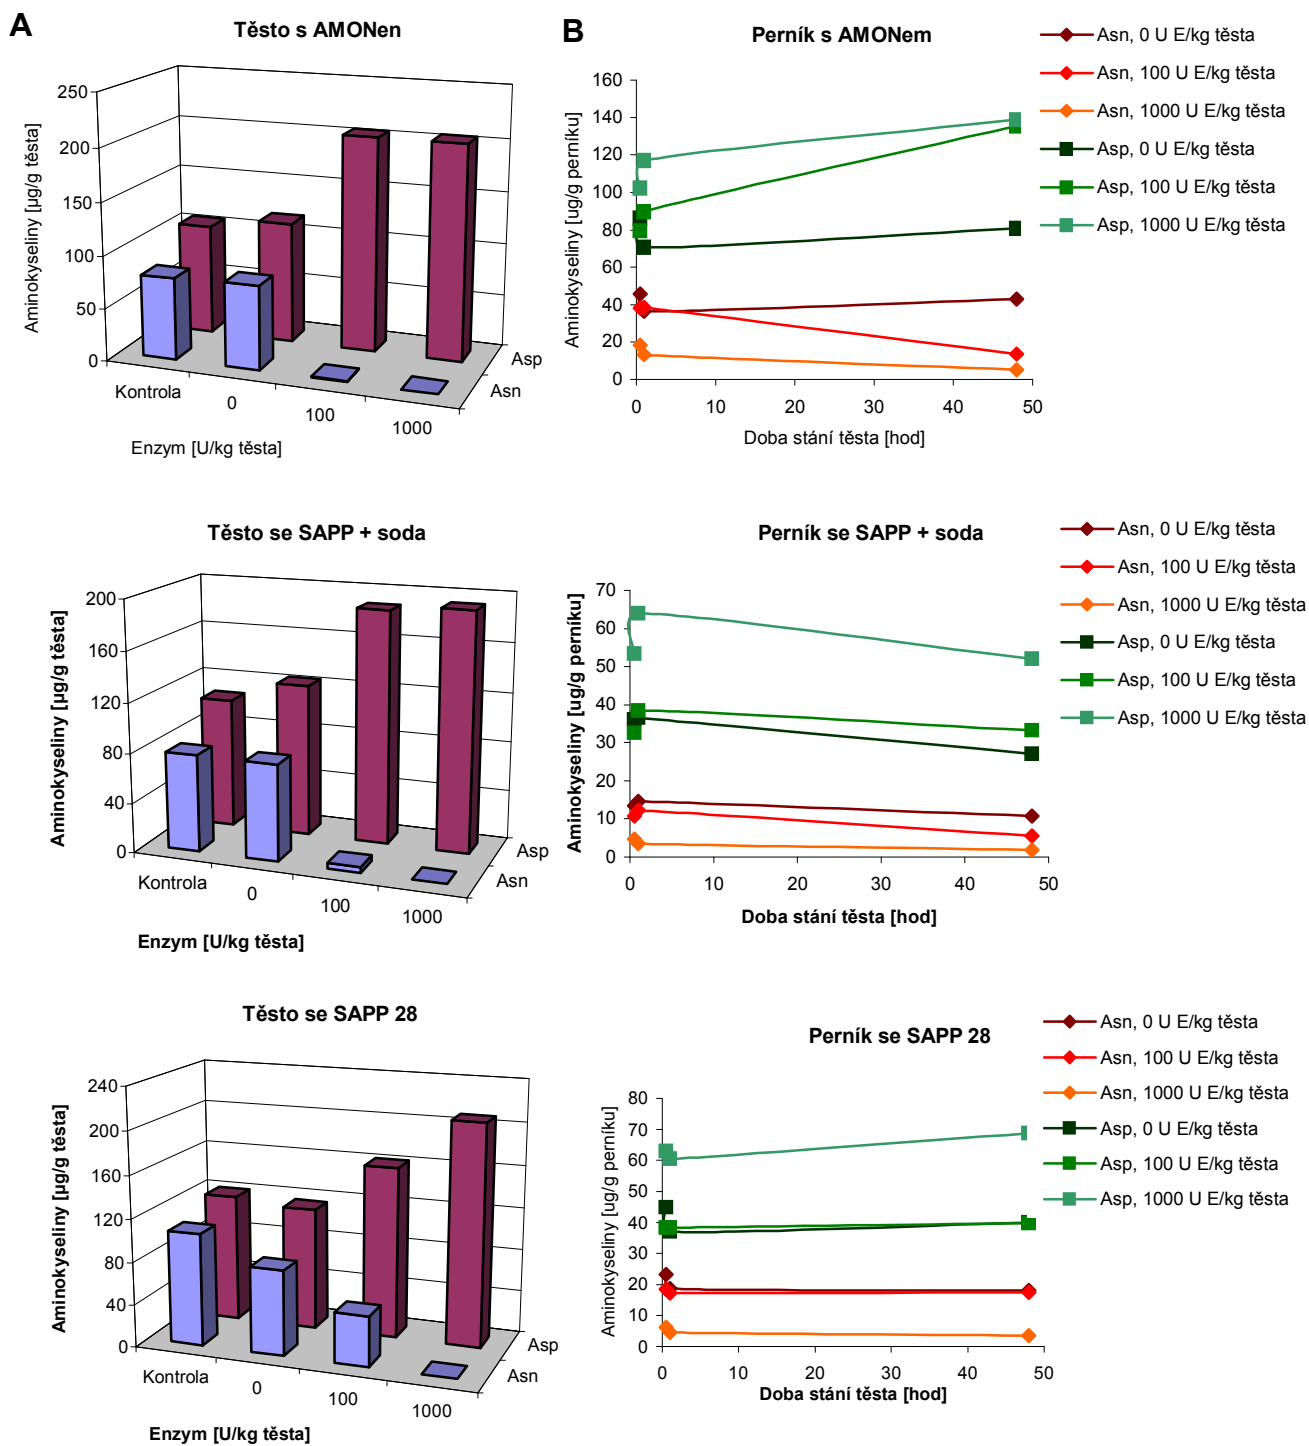 A
Těsto s AMONen
250
200
150
100
50
0
Aminokyseliny [µg/g těsta]
Kontrola
0
100
1000
Asp
Asn
Enzym [U/kg těsta]
B
Perník s AMONem
160
140
120
100
80
60
40
20
0
Aminokyseliny [ug/g perníku]
0 10 20 30 40 50
Doba stání těsta [hod]
Asn, 0 U E/kg těsta
Asn, 100 U E/kg těsta
Asn, 1000 U E/kg těsta
Asp, 0 U E/kg těsta
Asp, 100 U E/kg těsta
Asp, 1000 U E/kg těsta
Těsto se SAPP + soda
200
160
120
80
40
0
Aminokyseliny [µg/g těsta]
Kontrola
0
100
1000
Asp
Asn
Enzym [U/kg těsta]
Perník se SAPP + soda
70
60
50
40
30
20
10
0
Aminokyseliny [ug/g perníku]
0 10 20 30 40 50
Doba stání těsta [hod]
Asn, 0 U E/kg těsta
Asn, 100 U E/kg těsta
Asn, 1000 U E/kg těsta
Asp, 0 U E/kg těsta
Asp, 100 U E/kg těsta
Asp, 1000 U E/kg těsta
Těsto se SAPP 28
240
200
160
120
80
40
0
Aminokyseliny [µg/g těsta]
Kontrola
0
100
1000
Asp
Asn
Enzym [U/kg těsta]
Perník se SAPP 28
80
70
60
50
40
30
20
10
0
Aminokyseliny [ug/g perníku]
0 10 20 30 40 50
Doba stání těsta [hod]
Asn, 0 U E/kg těsta
Asn, 100 U E/kg těsta
Asn, 1000 U E/kg těsta
Asp, 0 U E/kg těsta
Asp, 100 U E/kg těsta
Asp, 1000 U E/kg těsta